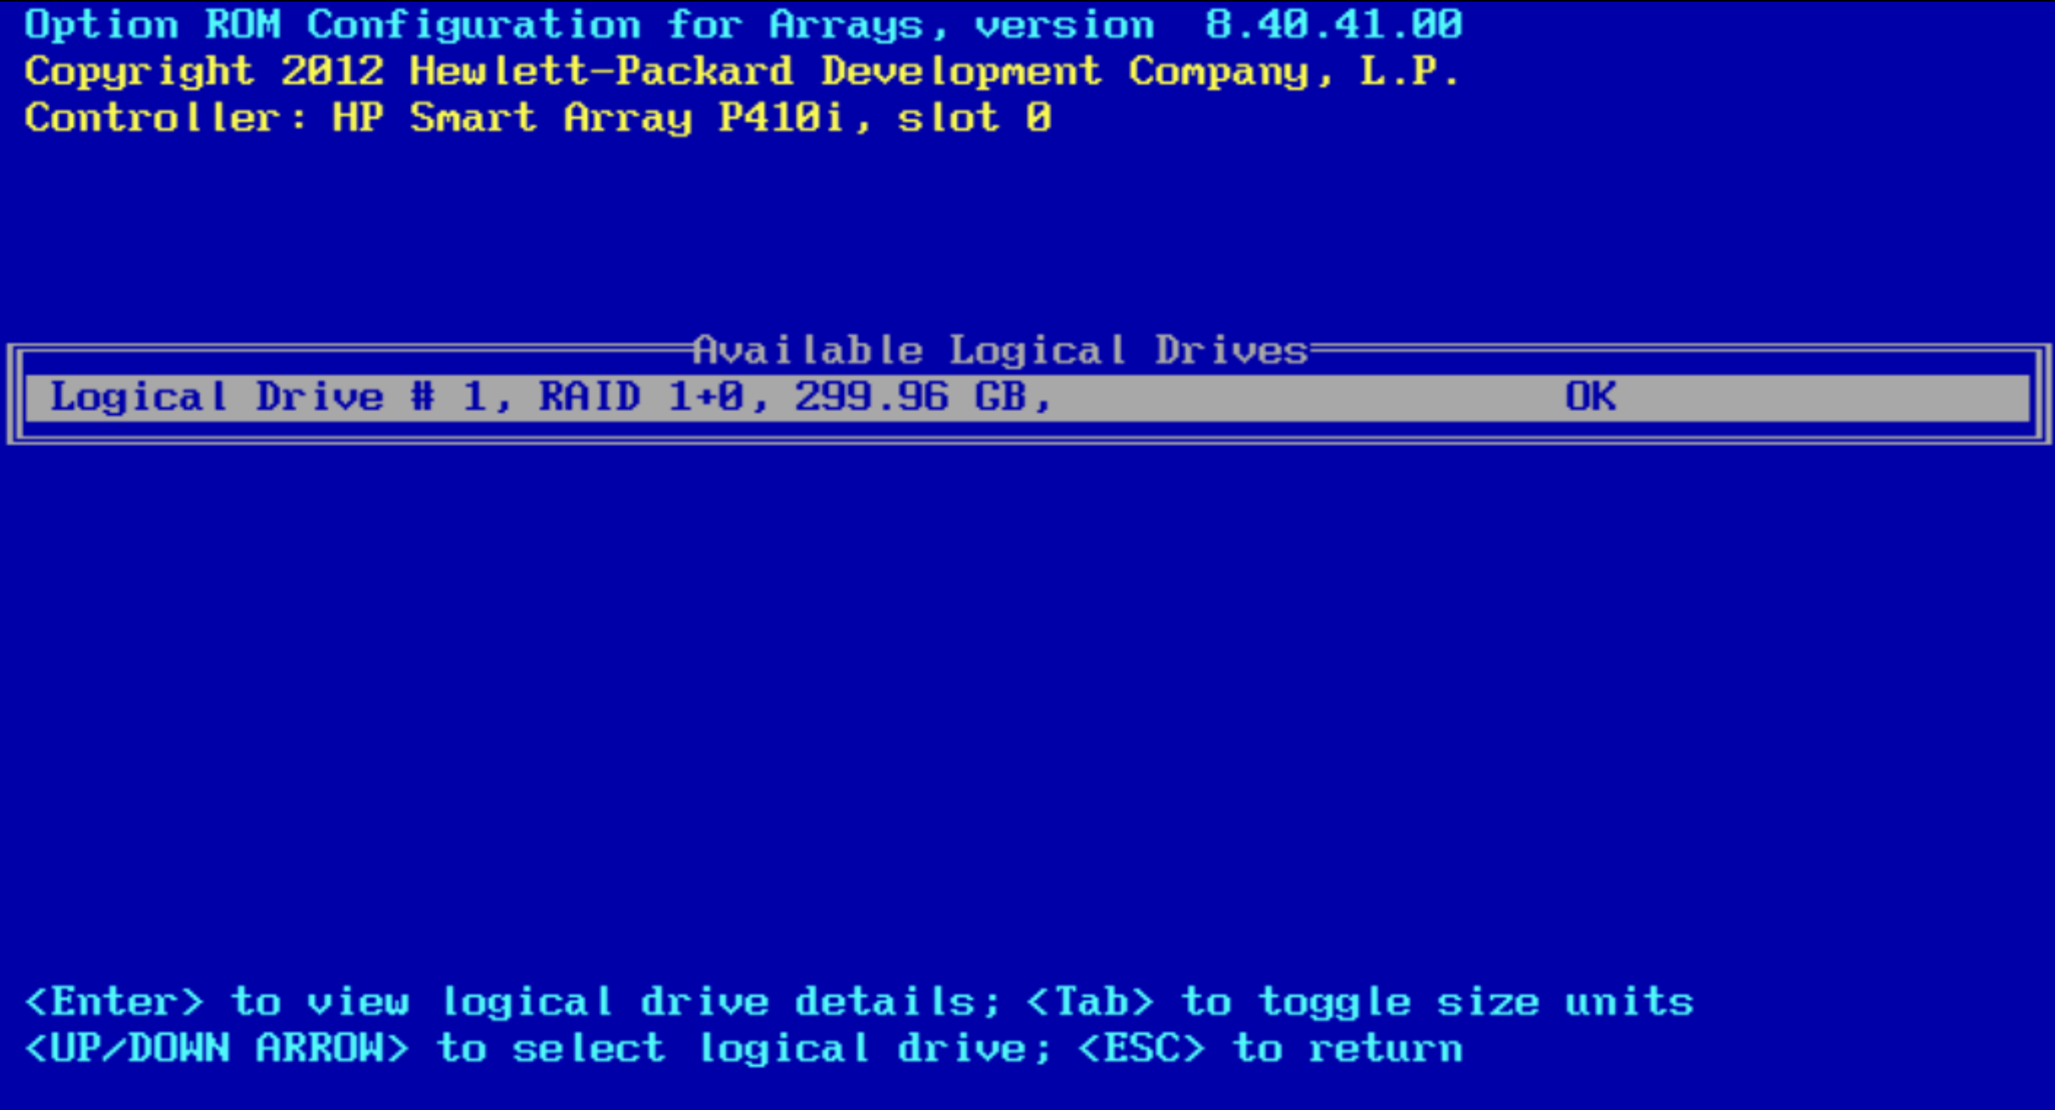 Option ROM Configuration for Arrays, version  8.40.41.00
Copyright 2012 Hewlett-Packard Development Company, L.P.
Controller: HP Smart Array P410i, slot 0
Available Logical Drives
Logical Drive # 1, RAID 1+0, 299.96 GB, OK
<Enter> to view logical drive details; <Tab> to toggle size units
<UP/DOWN ARROW> to select logical drive; <ESC> to return